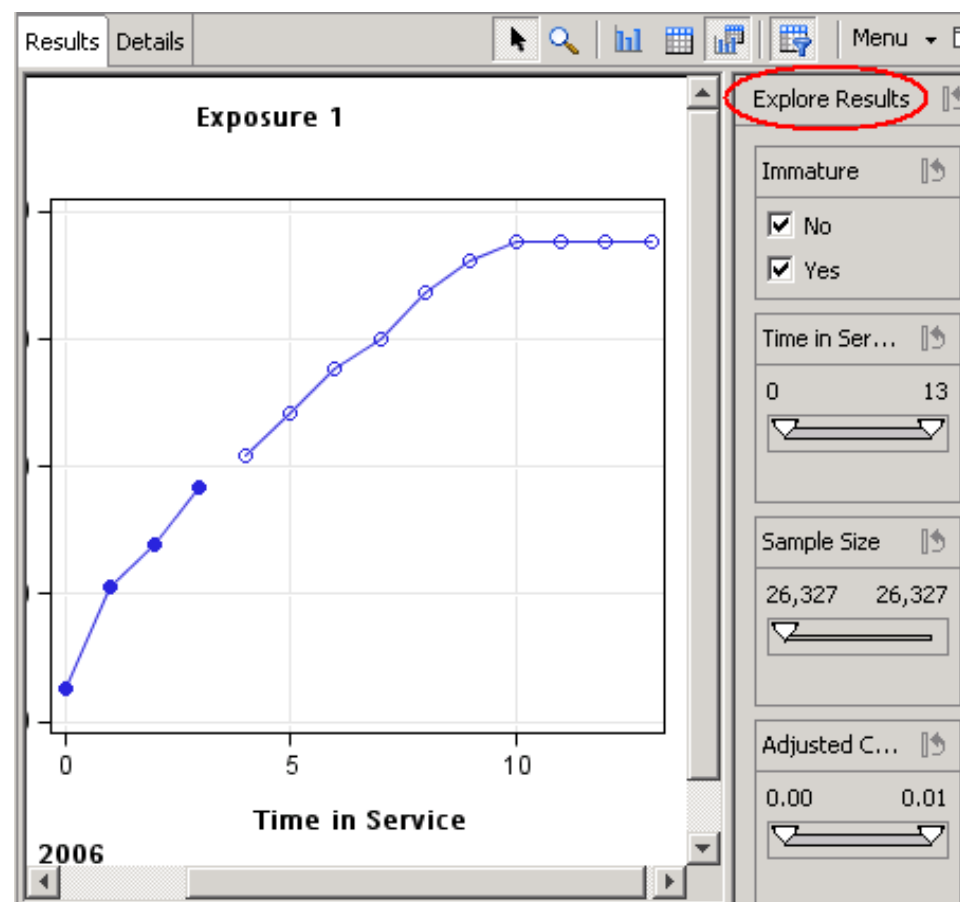 Results Details Menu
Exposure 1
Explore Results
Immature
No
Yes
Time in Ser...
0 13
Sample Size
26,327 26,327
Adjusted C...
0.00 0.01
0 5 10
Time in Service
2006